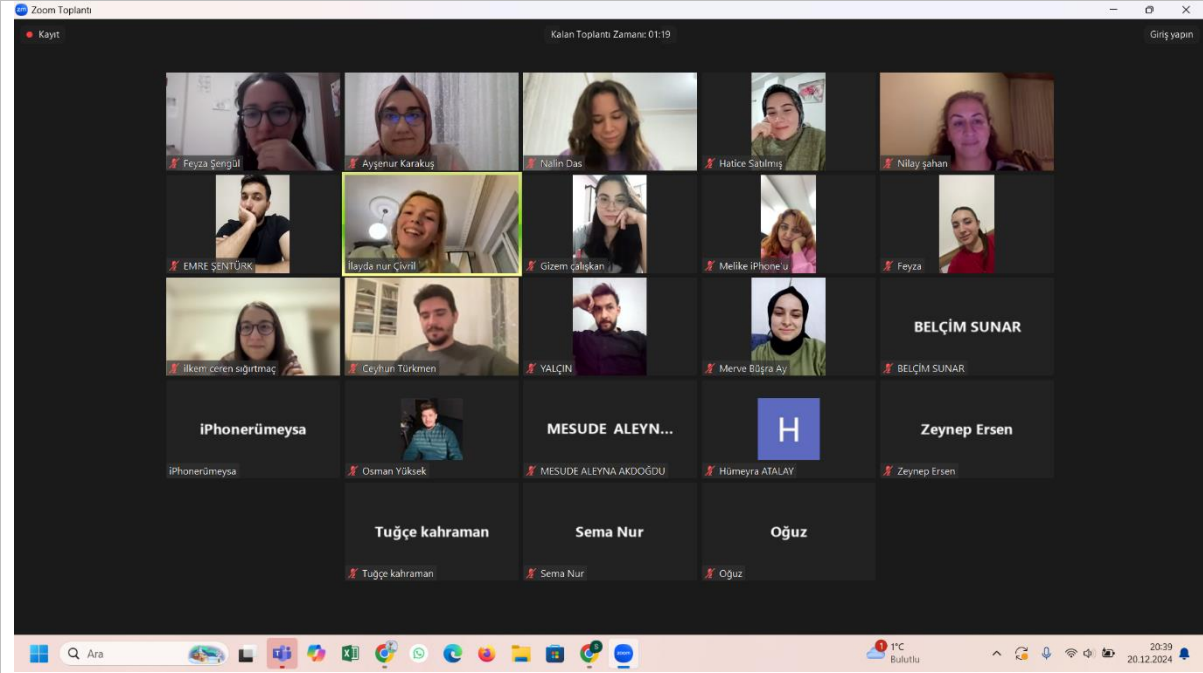 Zoom Toplantı
Kayıt
Kalan Toplantı Zamanı: 01:19
Giriş yapın
Feyza Şengül
Ayşenur Karakuş
Nalin Das
Hatice Satılmış
Nilay şahan
EMRE ŞENTÜRK
İlayda nur Çivril
Gizem çalışkan
Melike iPhone'u
Feyza
ilkem ceren sığırtmaç
Ceyhun Türkmen
YALÇIN
Merve Büşra Ay
BELÇİM SUNAR
BELÇİM SUNAR
iPhonerümeysa
iPhonerümeysa
Osman Yüksek
MESUDE ALEYN...
MESUDE ALEYNA AKDOĞDU
H
Hümeyra ATALAY
Zeynep Ersen
Zeynep Ersen
Tuğçe kahraman
Tuğçe kahraman
Sema Nur
Sema Nur
Oğuz
Oğuz
Ara
1
1°C
Bulutlu
20:39
20.12.2024